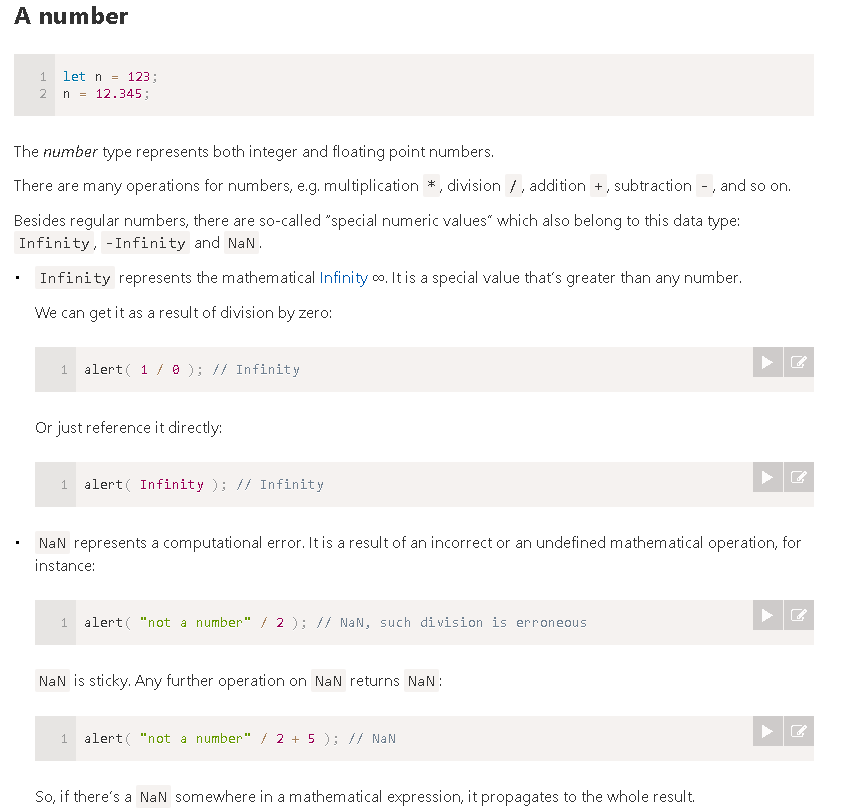 A number
1 let n = 123;
2 n = 12.345;
The number type represents both integer and floating point numbers.
There are many operations for numbers, e.g. multiplication *, division /, addition +, subtraction -, and so on.
Besides regular numbers, there are so-called “special numeric values” which also belong to this data type:
Infinity, -Infinity and NaN.
• Infinity represents the mathematical Infinity ∞. It is a special value that’s greater than any number.
We can get it as a result of division by zero:
1 alert( 1 / 0 ); // Infinity
Or just reference it directly:
1 alert( Infinity ); // Infinity
• NaN represents a computational error. It is a result of an incorrect or an undefined mathematical operation, for
instance:
1 alert( "not a number" / 2 ); // NaN, such division is erroneous
NaN is sticky. Any further operation on NaN returns NaN:
1 alert( "not a number" / 2 + 5 ); // NaN
So, if there’s a NaN somewhere in a mathematical expression, it propagates to the whole result.